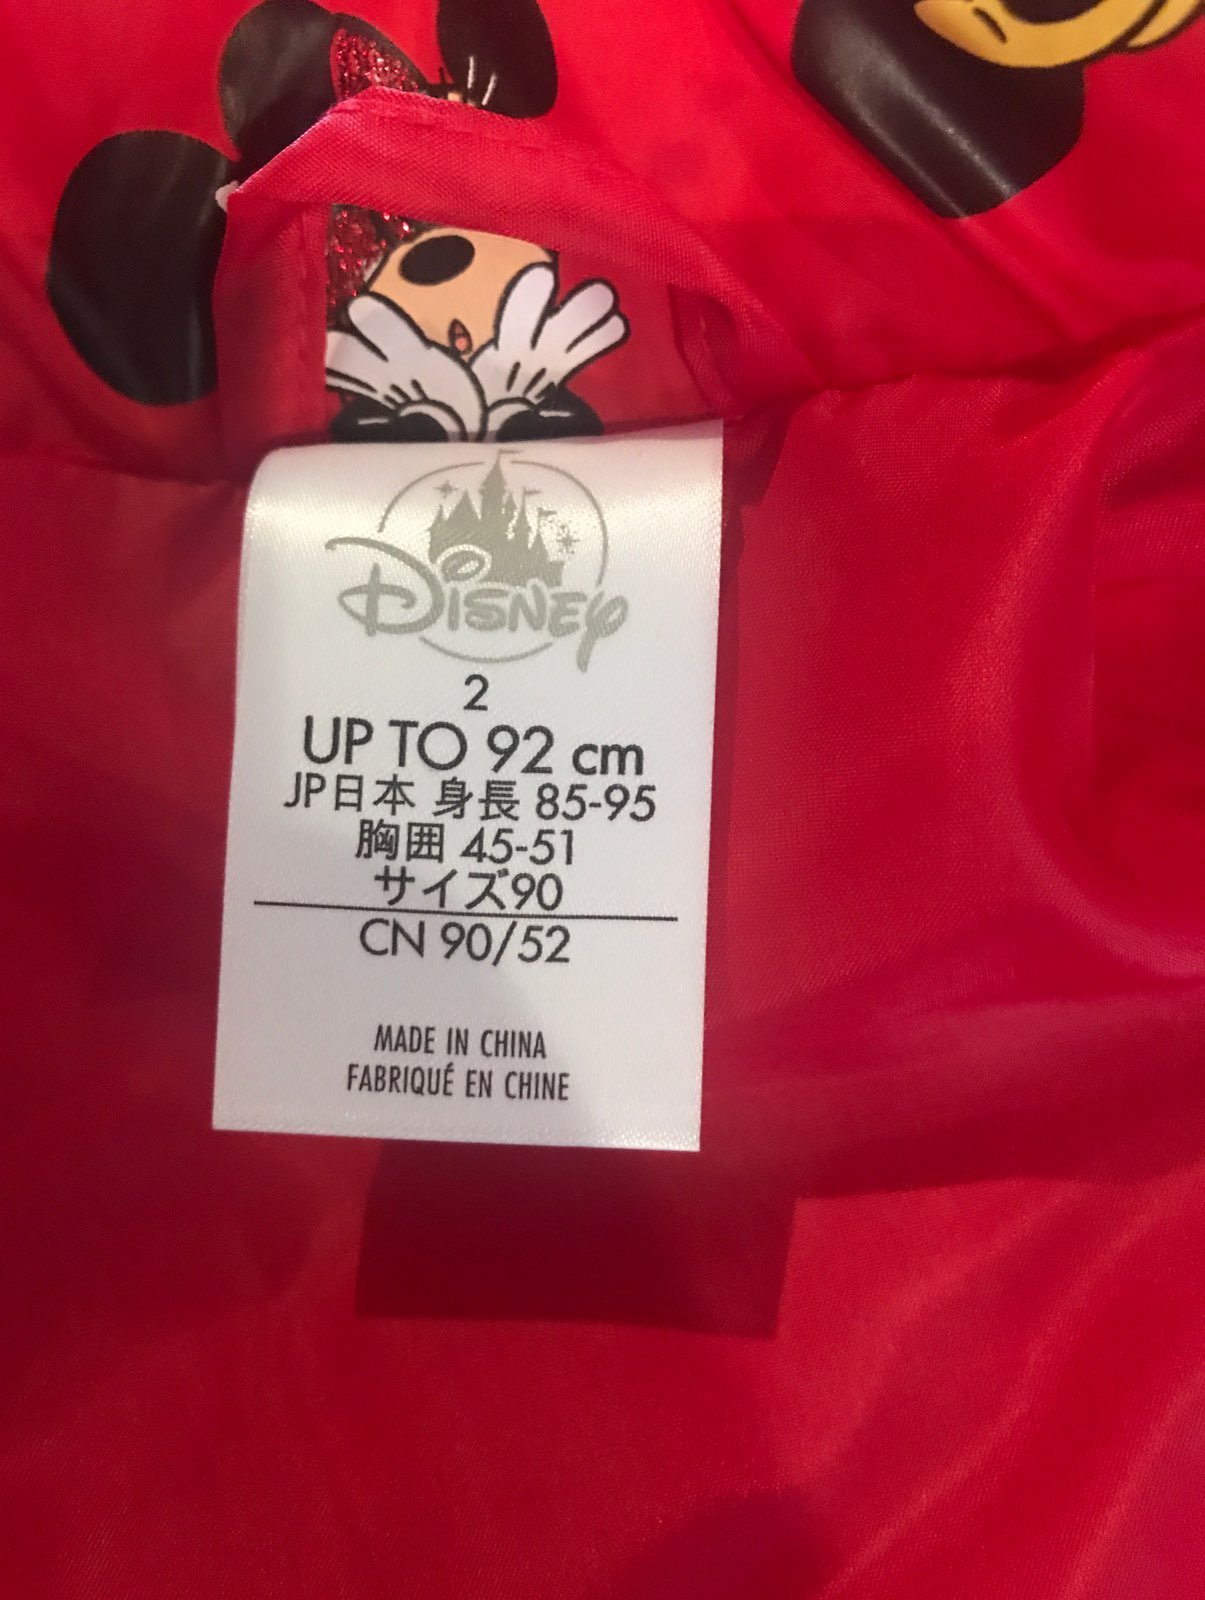 Disney
2
UP TO 92 cm
JP日本 身長 85-95
胸囲 45-51
サイズ90
CN 90/52
MADE IN CHINA
FABRIQUÉ EN CHINE